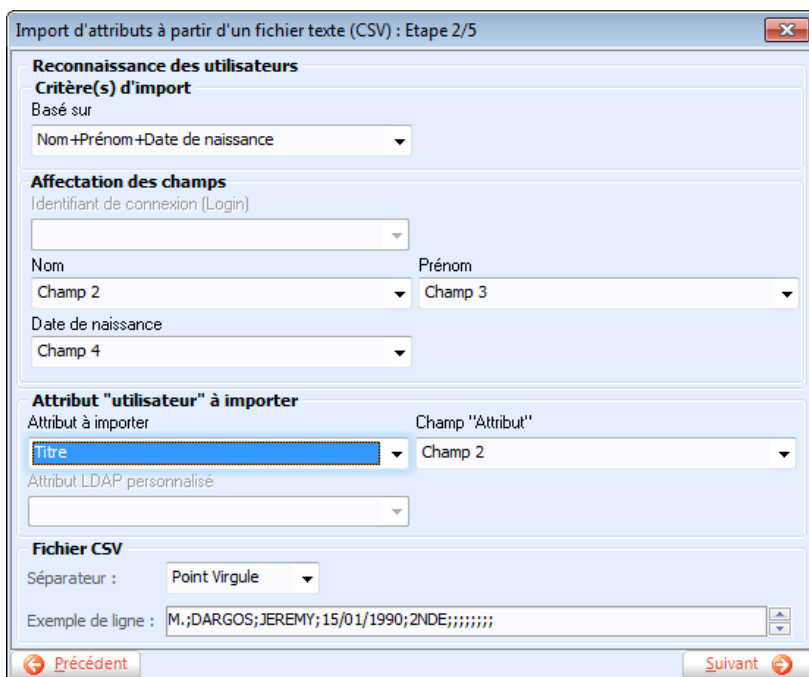 Import d'attributs à partir d'un fichier texte (CSV) : Etape 2/5
Reconnaissance des utilisateurs
Critère(s) d'import
Basé sur
Nom+Prénom+Date de naissance
Affectation des champs
Identifiant de connexion (Login)
Nom Prénom
Champ 2 Champ 3
Date de naissance
Champ 4
Attribut "utilisateur" à importer
Attribut à importer Champ "Attribut"
Titre Champ 2
Attribut LDAP personnalisé
Fichier CSV
Séparateur : Point Virgule
Exemple de ligne : M.;DARGOS;JEREMY;15/01/1990;2NDE;;;;;;;;
Précédent Suivant